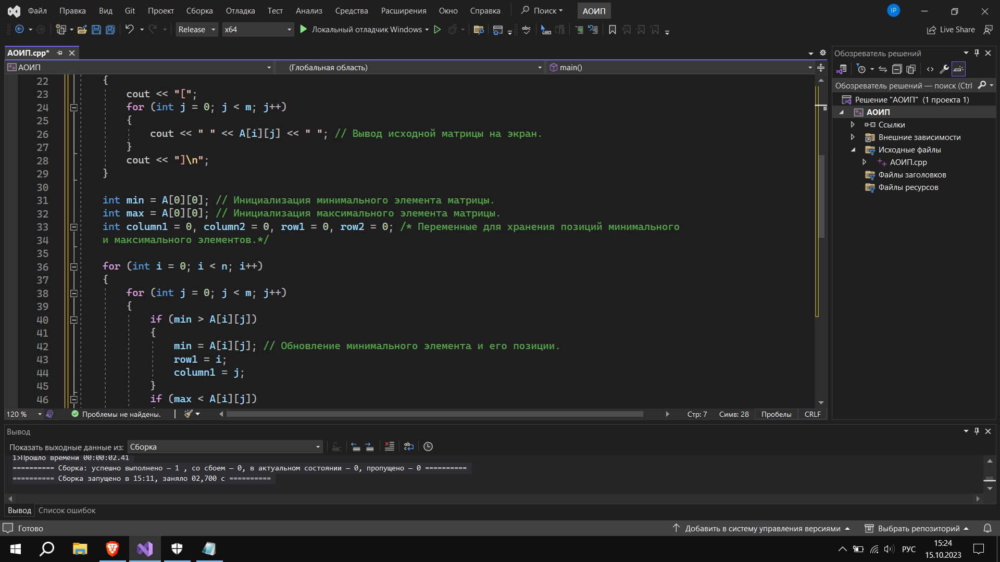 Файл Правка Вид Git Проект Сборка Отладка Тест Анализ Средства Расширения Окно Справка Поиск АОИП IP
Release x64 Локальный отладчик Windows abc Live Share
АОИП.cpp*
АОИП (Глобальная область) main()
22 {
23 cout << "[";
24 for (int j = 0; j < m; j++)
25 {
26 cout << " " << A[i][j] << " "; // Вывод исходной матрицы на экран.
27 }
28 cout << "]\n";
29 }
30
31 int min = A[0][0]; // Инициализация минимального элемента матрицы.
32 int max = A[0][0]; // Инициализация максимального элемента матрицы.
33 int column1 = 0, column2 = 0, row1 = 0, row2 = 0; /* Переменные для хранения позиций минимального
34 и максимального элементов.*/
35
36 for (int i = 0; i < n; i++)
37 {
38 for (int j = 0; j < m; j++)
39 {
40 if (min > A[i][j])
41 {
42 min = A[i][j]; // Обновление минимального элемента и его позиции.
43 row1 = i;
44 column1 = j;
45 }
46 if (max < A[i][j])
120 % Проблемы не найдены. Стр: 7 Симв: 28 Пробелы CRLF
Обозреватель решений
Обозреватель решений — поиск (Ctrl
Решение "АОИП" (1 проекта 1)
АОИП
Ссылки
Внешние зависимости
Исходные файлы
АОИП.cpp
Файлы заголовков
Файлы ресурсов
Вывод
Показать выходные данные из: Сборка
1>Прошло времени 00:00:02.41
========== Сборка: успешно выполнено — 1 , со сбоем — 0, в актуальном состоянии — 0, пропущено — 0 ==========
========== Сборка запущено в 15:11, заняло 02,700 с ==========
Вывод Список ошибок
Готово Добавить в систему управления версиями Выбрать репозиторий
РУС 15:24
15.10.2023